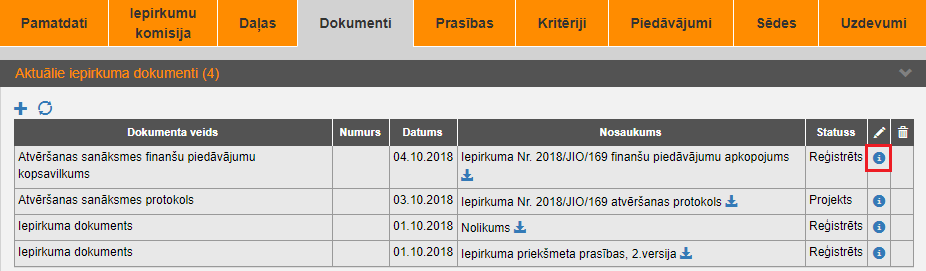 Pamatdati Iepirkumu komisija Daļas Dokumenti Prasības Kritēriji Piedāvājumi Sēdes Uzdevumi
Aktuālie iepirkuma dokumenti (4)
Dokumenta veids Numurs Datums Nosaukums Statuss
Atvēršanas sanāksmes finanšu piedāvājumu kopsavilkums 04.10.2018 Iepirkuma Nr. 2018/JIO/169 finanšu piedāvājumu apkopojums Reģistrēts
Atvēršanas sanāksmes protokols 03.10.2018 Iepirkuma Nr. 2018/JIO/169 atvēršanas protokols Projekts
Iepirkuma dokuments 01.10.2018 Nolikums Reģistrēts
Iepirkuma dokuments 01.10.2018 Iepirkuma priekšmeta prasības, 2.versija Reģistrēts